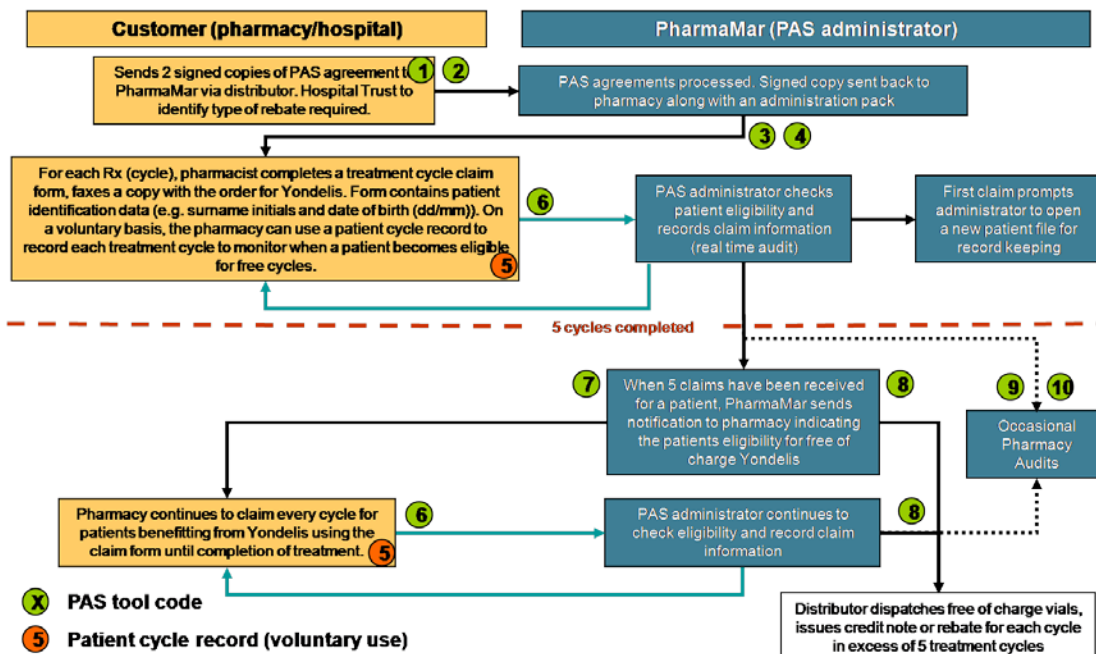 Customer (pharmacy/hospital)
PharmaMar (PAS administrator)
Sends 2 signed copies of PAS agreement to
PharmaMar via distributor. Hospital Trust to
identify type of rebate required.
1
2
PAS agreements processed. Signed copy sent back to
pharmacy along with an administration pack
3
4
For each Rx (cycle), pharmacist completes a treatment cycle claim
form, faxes a copy with the order for Yondelis. Form contains patient
identification data (e.g. surname initials and date of birth (dd/mm)). On
a voluntary basis, the pharmacy can use a patient cycle record to
record each treatment cycle to monitor when a patient becomes eligible
for free cycles.
5
6
PAS administrator checks
patient eligibility and
records claim information
(real time audit)
First claim prompts
administrator to open
a new patient file for
record keeping
5 cycles completed
7
When 5 claims have been received
for a patient, PharmaMar sends
notification to pharmacy indicating
the patients eligibility for free of
charge Yondelis
8
9
10
Occasional
Pharmacy
Audits
Pharmacy continues to claim every cycle for
patients benefitting from Yondelis using the
claim form until completion of treatment.
5
6
PAS administrator continues to
check eligibility and record claim
information
8
X PAS tool code
5 Patient cycle record (voluntary use)
Distributor dispatches free of charge vials,
issues credit note or rebate for each cycle
in excess of 5 treatment cycles